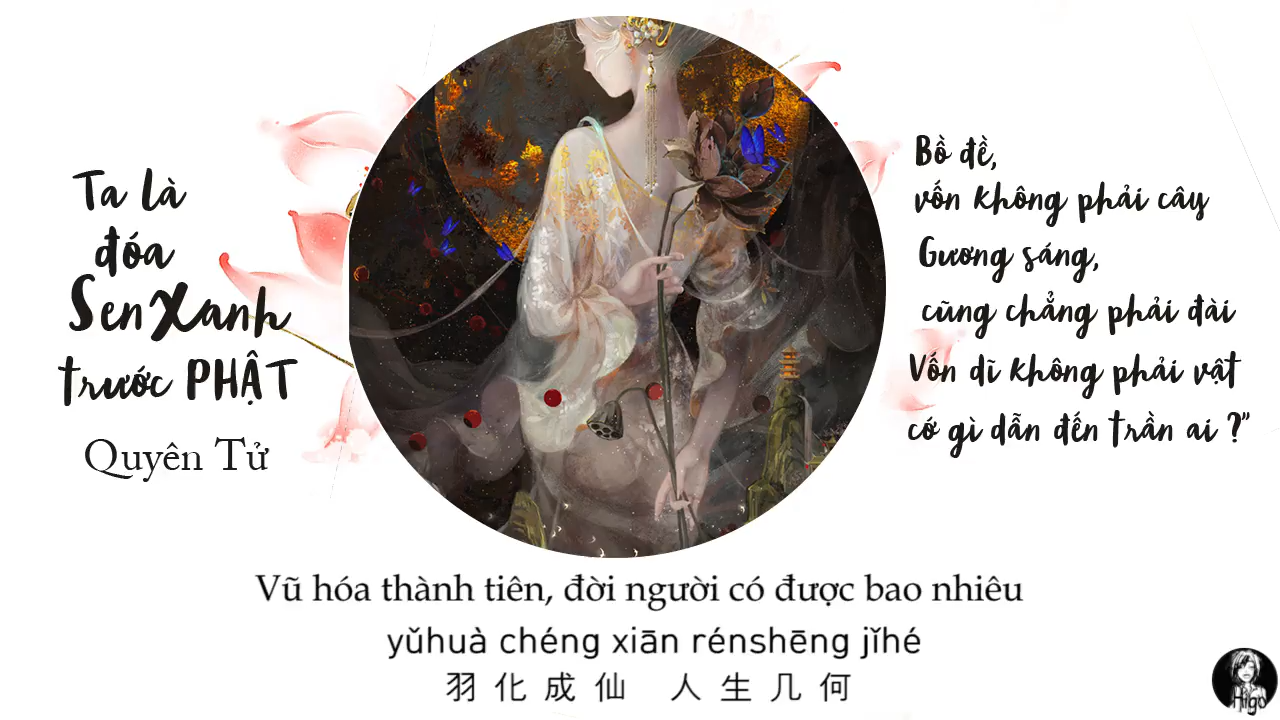 Ta là
đóa
Sen Xanh
trước PHẬT
Quyên Tử
Bồ đề,
vốn không phải cây
Gương sáng,
cũng chẳng phải đài
Vốn dĩ không phải vật
cớ gì dẫn đến trần ai ?"
Vũ hóa thành tiên, đời người có được bao nhiêu
yǔhuà chéng xiān rénshēng jǐhé
羽化成仙 人生几何
Higo